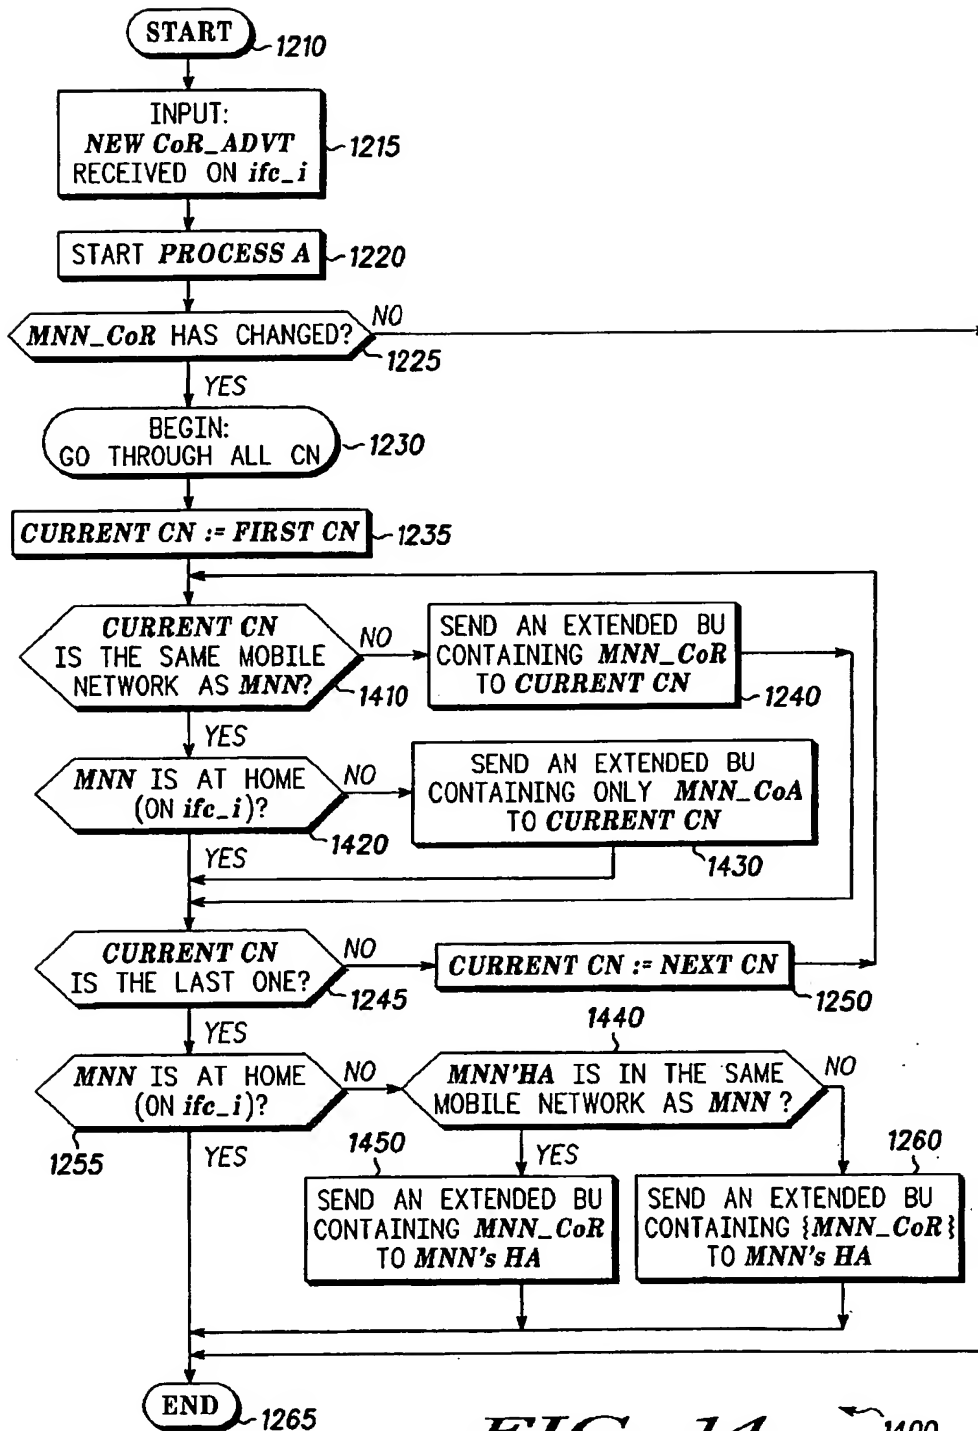 START
1210
INPUT:
NEW CoR_ADVT
RECEIVED ON ifc_i
1215
START PROCESS A
1220
MNN_CoR HAS CHANGED?
NO
1225
YES
BEGIN:
GO THROUGH ALL CN
1230
CURRENT CN := FIRST CN
1235
CURRENT CN
IS THE SAME MOBILE
NETWORK AS MNN?
NO
1410
SEND AN EXTENDED BU
CONTAINING MNN_CoR
TO CURRENT CN
1240
YES
MNN IS AT HOME
(ON ifc_i)?
NO
1420
SEND AN EXTENDED BU
CONTAINING ONLY MNN_CoA
TO CURRENT CN
1430
YES
CURRENT CN
IS THE LAST ONE?
NO
1245
CURRENT CN := NEXT CN
1250
YES
MNN IS AT HOME
(ON ifc_i)?
NO
1255
YES
1440
MNN'HA IS IN THE SAME
MOBILE NETWORK AS MNN ?
NO
1450
YES
SEND AN EXTENDED BU
CONTAINING MNN_CoR
TO MNN's HA
1260
SEND AN EXTENDED BU
CONTAINING {MNN_CoR}
TO MNN's HA
END
1265
FIG. 14
1400